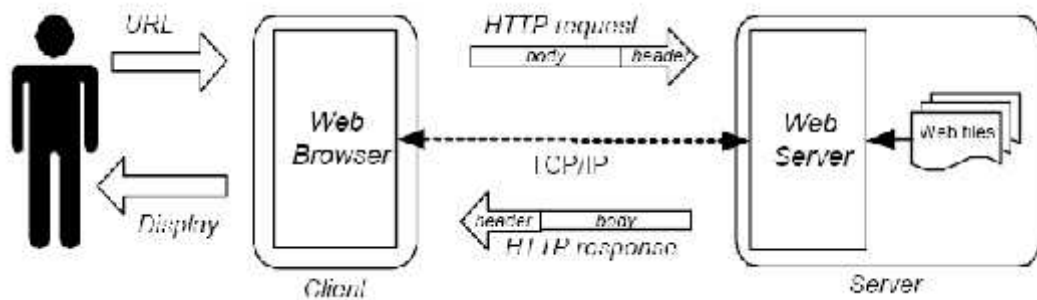 URL
HTTP request
body header
Web
Browser
Web
Server
Web files
TCP/IP
Display
header body
HTTP response
Client
Server